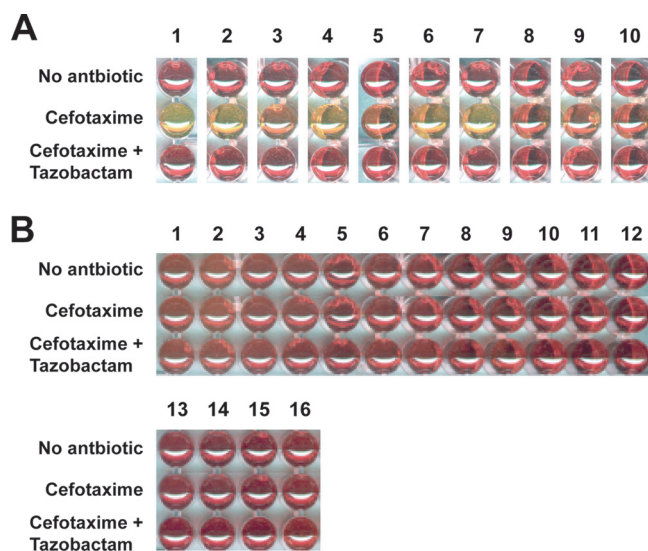 A
1 2 3 4 5 6 7 8 9 10
No antbiotic
Cefotaxime
Cefotaxime +
Tazobactam
B
1 2 3 4 5 6 7 8 9 10 11 12
No antbiotic
Cefotaxime
Cefotaxime +
Tazobactam
13 14 15 16
No antbiotic
Cefotaxime
Cefotaxime +
Tazobactam